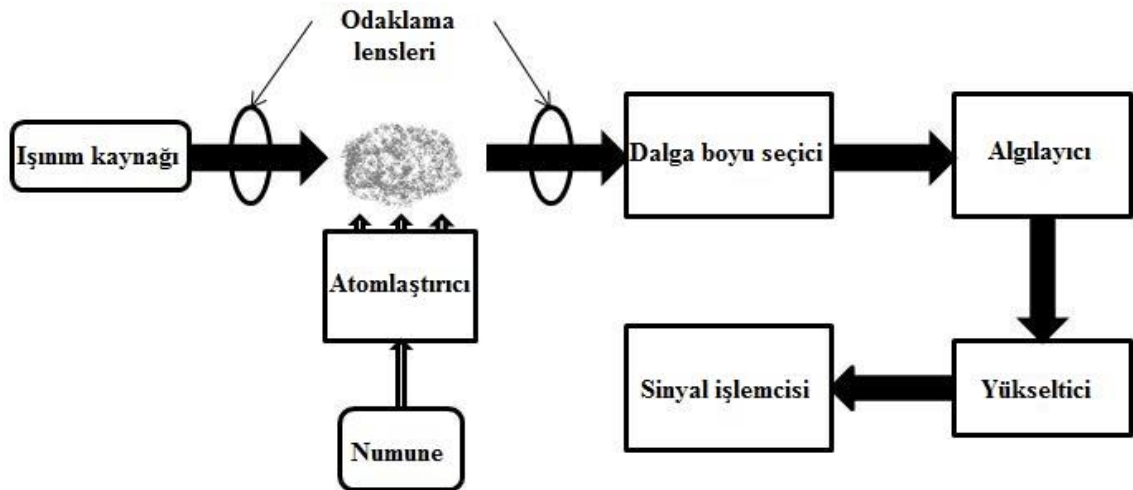 Odaklama
lensleri
Işınım kaynağı
Dalga boyu seçici
Algılayıcı
Atomlaştırıcı
Sinyal işlemcisi
Yükseltici
Numune